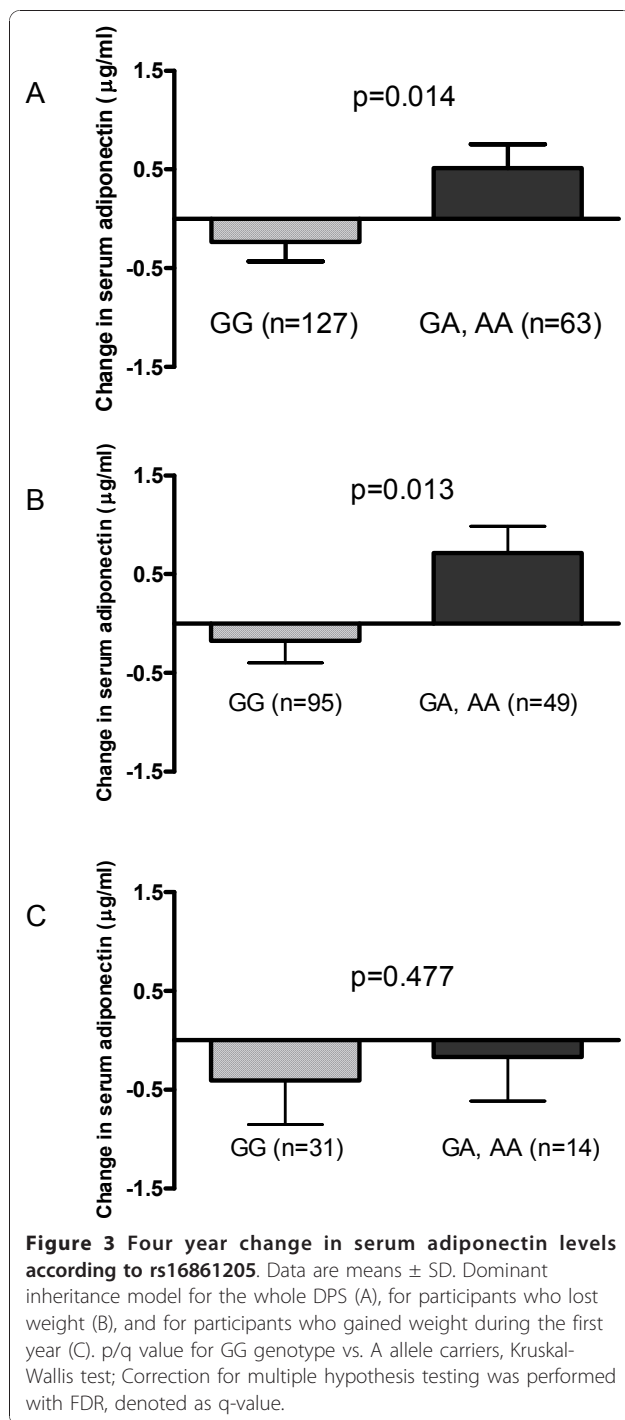 A
Change in serum adiponectin (µg/ml)
1.5
0.5
-0.5
-1.5
p=0.014
GG (n=127)
GA, AA (n=63)
B
Change in serum adiponectin (µg/ml)
1.5
0.5
-0.5
-1.5
p=0.013
GG (n=95)
GA, AA (n=49)
C
Change in serum adiponectin (µg/ml)
1.5
0.5
-0.5
-1.5
p=0.477
GG (n=31)
GA, AA (n=14)
Figure 3 Four year change in serum adiponectin levels
according to rs16861205. Data are means ± SD. Dominant
inheritance model for the whole DPS (A), for participants who lost
weight (B), and for participants who gained weight during the first
year (C). p/q value for GG genotype vs. A allele carriers, Kruskal-
Wallis test; Correction for multiple hypothesis testing was performed
with FDR, denoted as q-value.